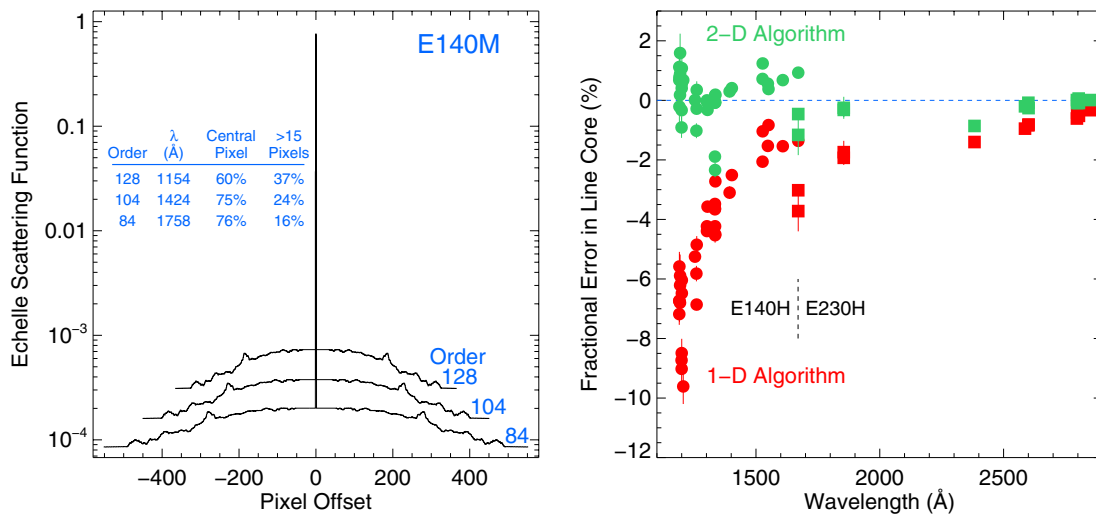 E140M
Echelle Scattering Function
1
0.1
0.01
10−3
10−4
λ Central >15
Order (Å) Pixel Pixels
128 1154 60% 37%
104 1424 75% 24%
84 1758 76% 16%
Order
128
104
84
−400 −200 0 200 400
Pixel Offset
Fractional Error in Line Core (%)
2
0
−2
−4
−6
−8
−10
−12
2−D Algorithm
E140H E230H
1−D Algorithm
1500 2000 2500
Wavelength (Å)